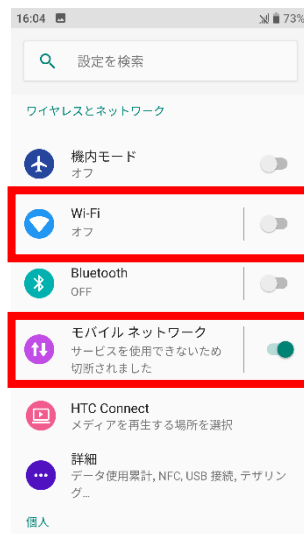 16:04 73%
設定を検索
ワイヤレスとネットワーク
機内モード
オフ
Wi-Fi
オフ
Bluetooth
OFF
モバイル ネットワーク
サービスを使用できないため
切断されました
HTC Connect
メディアを再生する場所を選択
詳細
データ使用累計, NFC, USB 接続, テザリン
グ...
個人